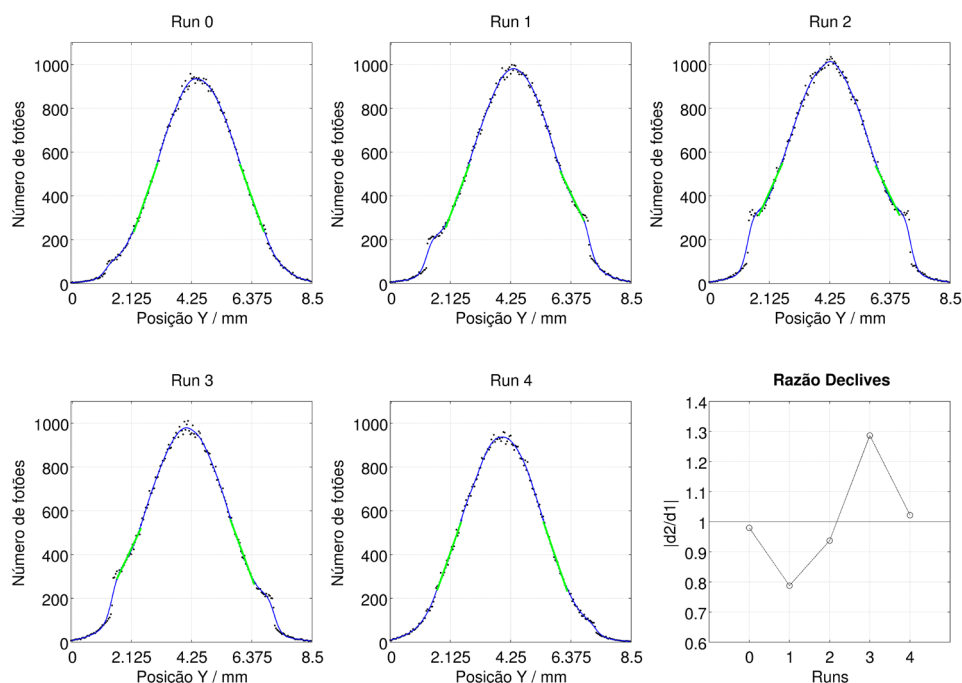 Run 0
Número de fotões
1000
800
600
400
200
0
0 2.125 4.25 6.375 8.5
Posição Y / mm
Run 1
Número de fotões
1000
800
600
400
200
0
0 2.125 4.25 6.375 8.5
Posição Y / mm
Run 2
Número de fotões
1000
800
600
400
200
0
0 2.125 4.25 6.375 8.5
Posição Y / mm
Run 3
Número de fotões
1000
800
600
400
200
0
0 2.125 4.25 6.375 8.5
Posição Y / mm
Run 4
Número de fotões
1000
800
600
400
200
0
0 2.125 4.25 6.375 8.5
Posição Y / mm
Razão Declives
|d2/d1|
1.4
1.3
1.2
1.1
1
0.9
0.8
0.7
0.6
0 1 2 3 4
Runs